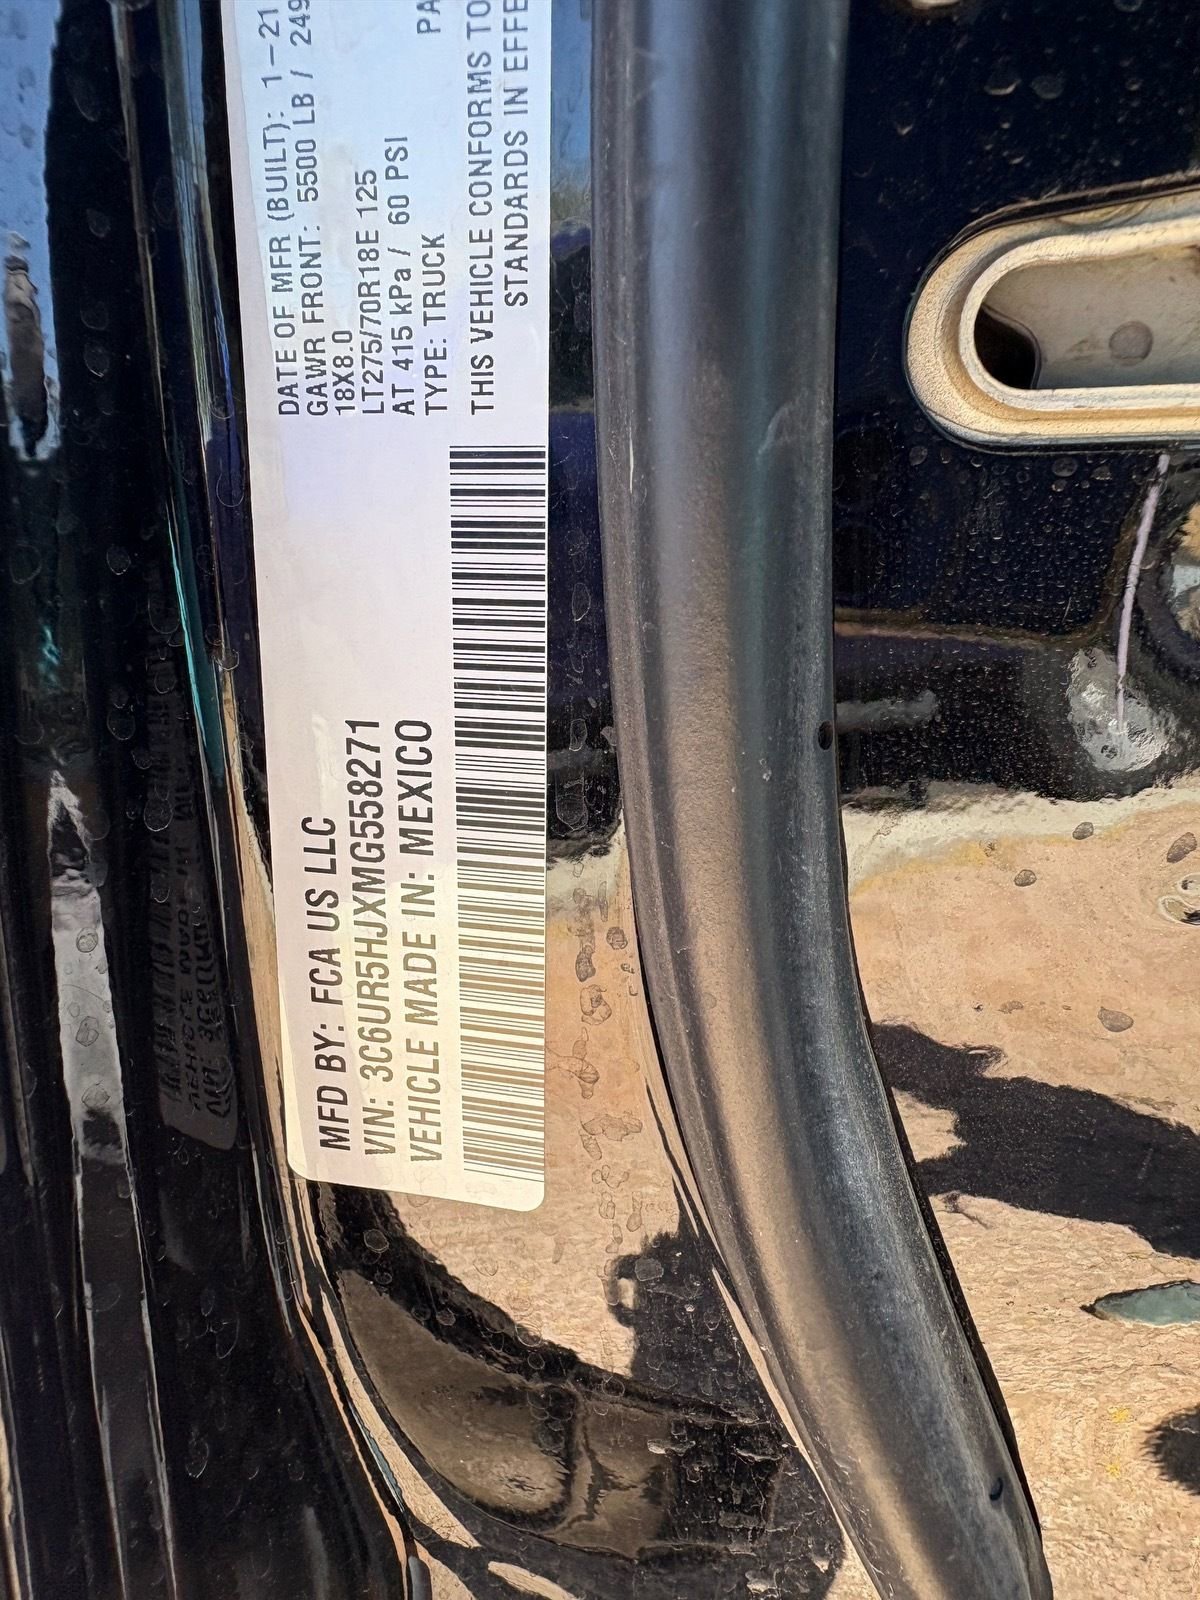 MFD BY: FCA US LLC
VIN: 3C6UR5HJXMG558271
VEHICLE MADE IN: MEXICO
DATE OF MFR (BUILT): 1-21
GAWR FRONT: 5500 LB / 249
18X8.0
LT275/70R18E 125
AT 415 kPa / 60 PSI
TYPE: TRUCK PA
THIS VEHICLE CONFORMS TO
STANDARDS IN EFFE